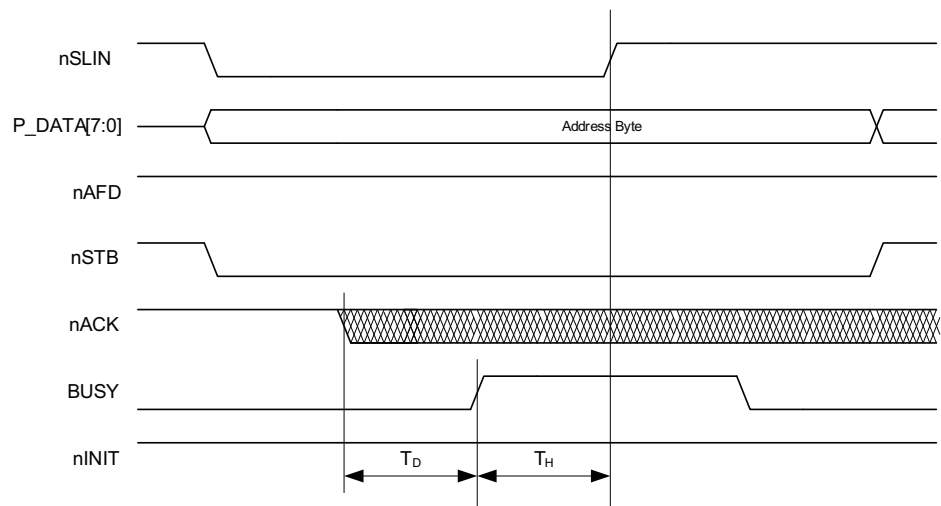 nSLIN
P_DATA[7:0]
Address Byte
nAFD
nSTB
nACK
BUSY
nINIT
TD
TH